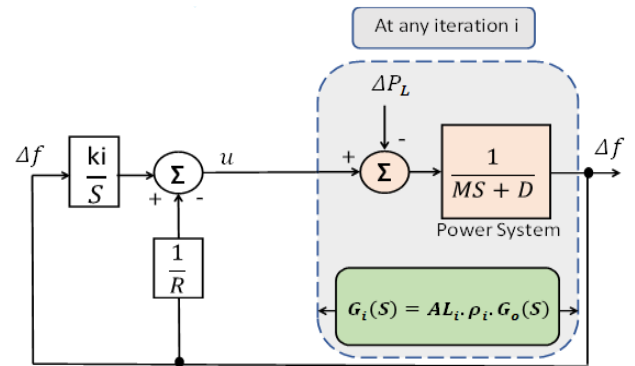 At any iteration i
ΔP_L
-
Δf
ki
S
Σ
+
-
u
+
Σ
1
MS + D
Δf
Power System
1
R
G_i(S) = AL_i.ρ_i.G_o(S)